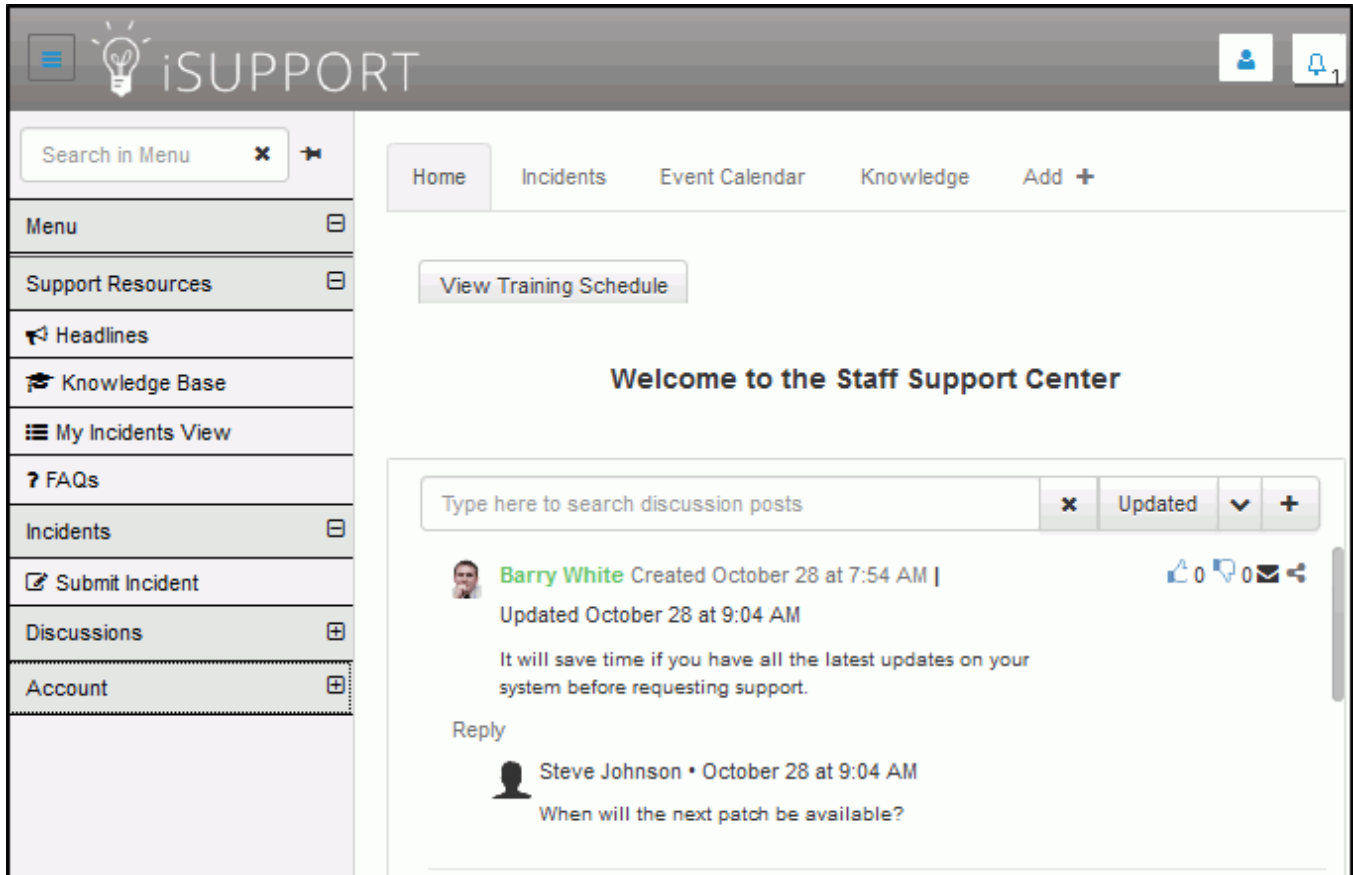 iSUPPORT
1
Search in Menu
Menu
Support Resources
Headlines
Knowledge Base
My Incidents View
? FAQs
Incidents
Submit Incident
Discussions
Account
Home Incidents Event Calendar Knowledge Add +
View Training Schedule
Welcome to the Staff Support Center
Type here to search discussion posts
Updated
Barry White Created October 28 at 7:54 AM |
0 0
Updated October 28 at 9:04 AM
It will save time if you have all the latest updates on your
system before requesting support.
Reply
Steve Johnson • October 28 at 9:04 AM
When will the next patch be available?